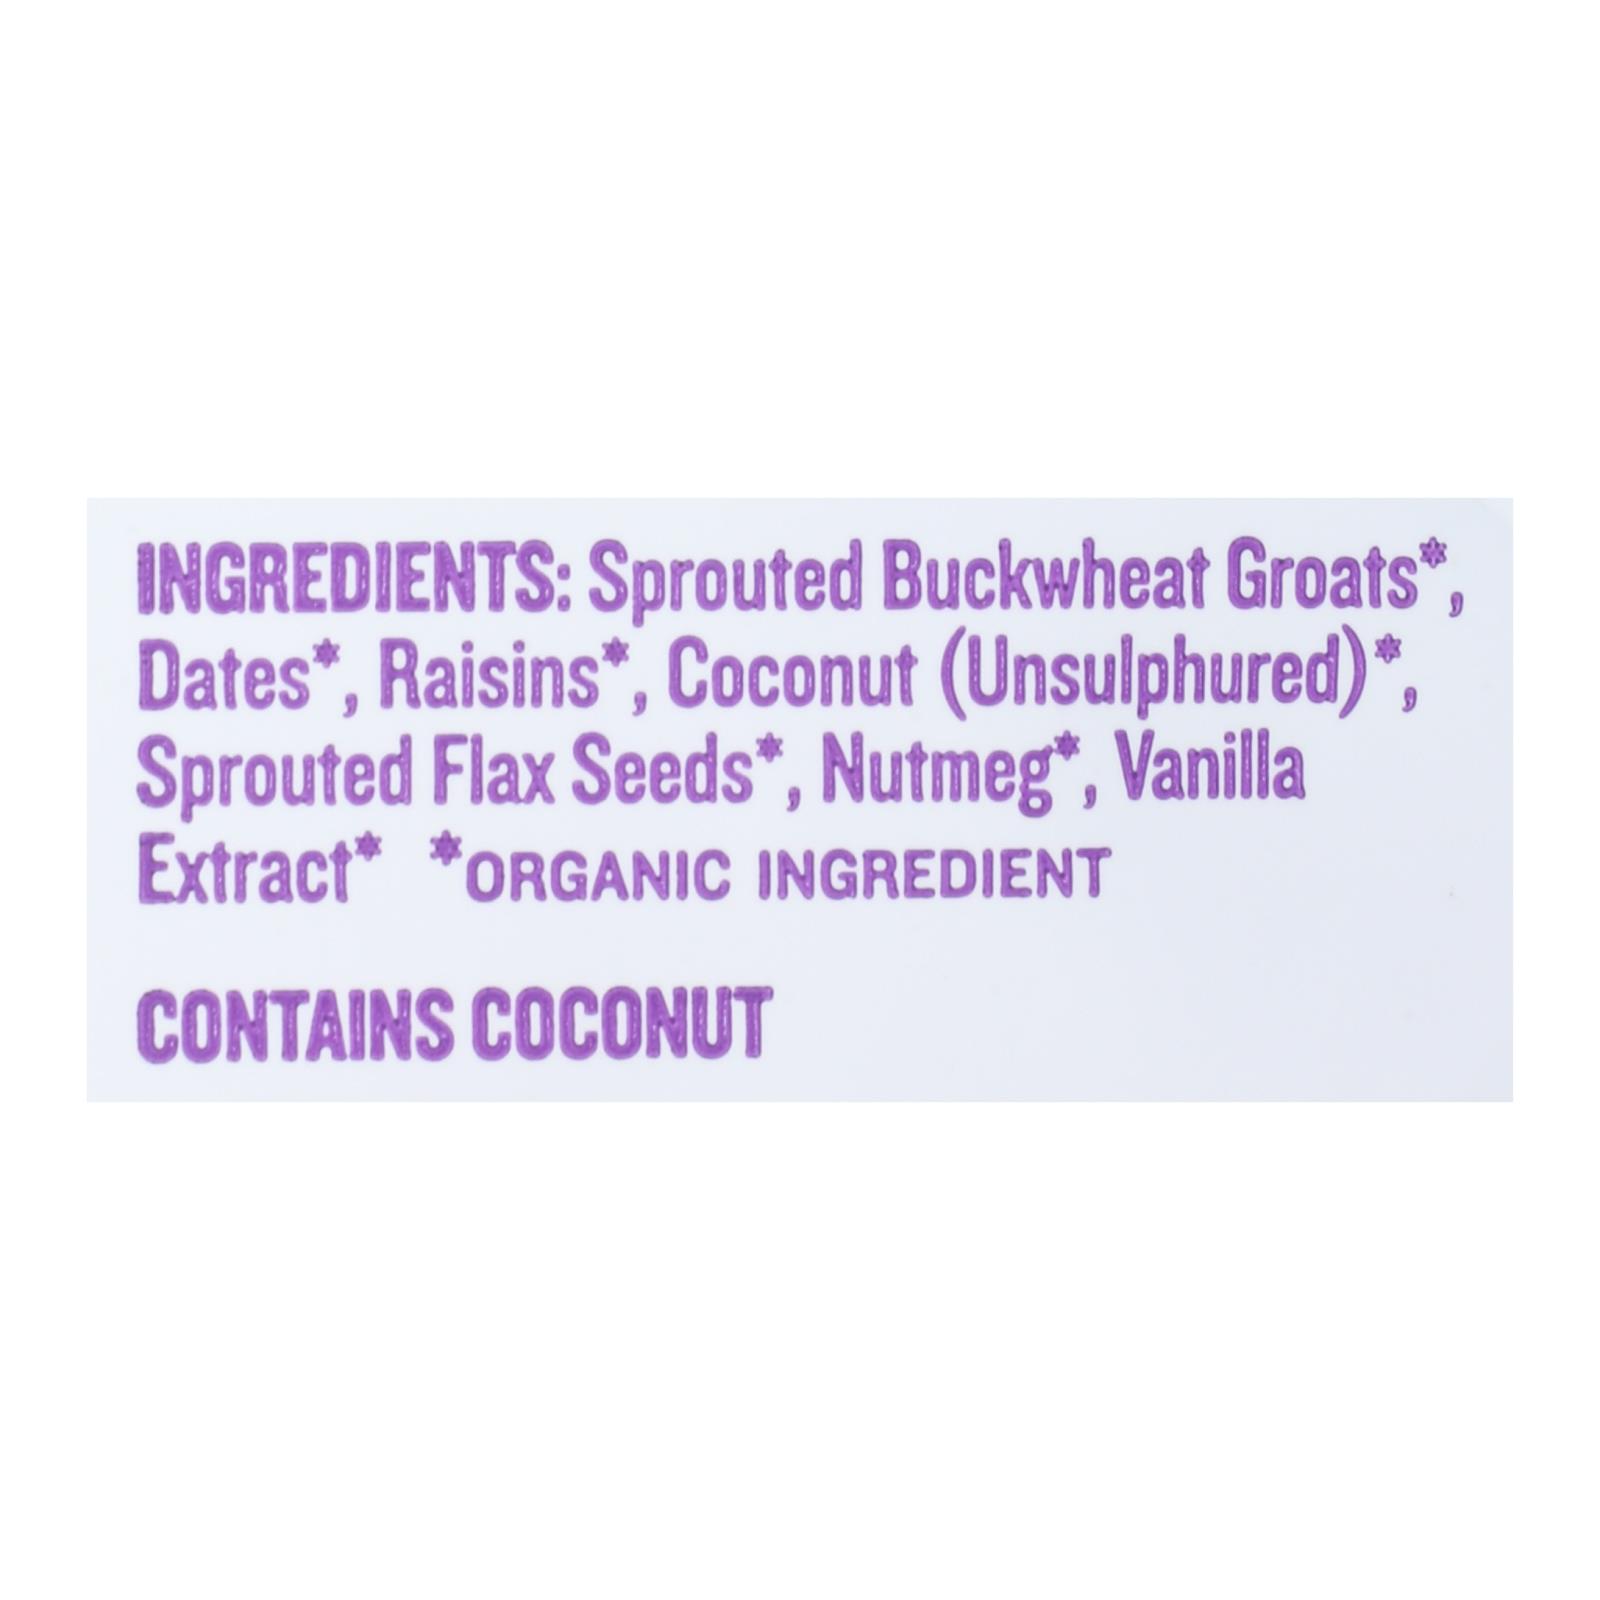 INGREDIENTS: Sprouted Buckwheat Groats*,
Dates*, Raisins*, Coconut (Unsulphured)*,
Sprouted Flax Seeds*, Nutmeg*, Vanilla
Extract* *ORGANIC INGREDIENT
CONTAINS COCONUT